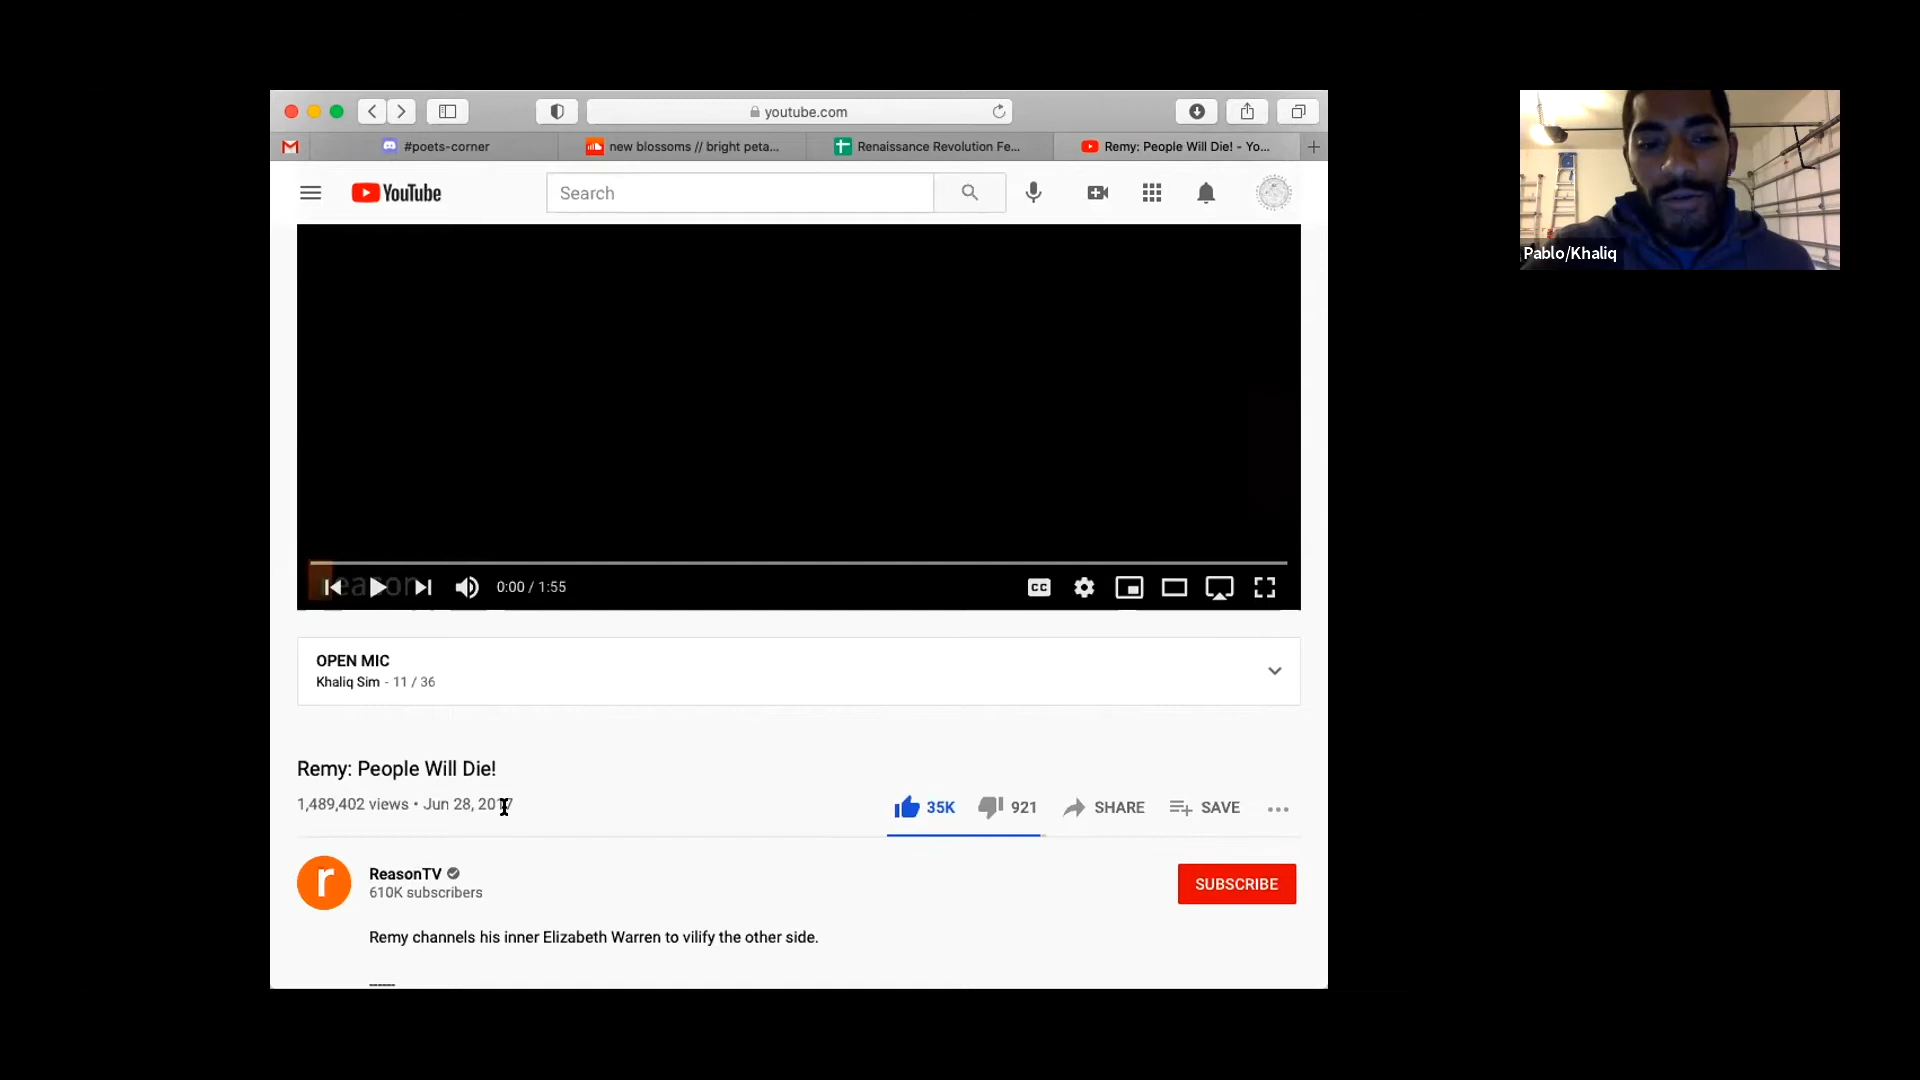 youtube.com
#poets-corner
new blossoms // bright peta...
Renaissance Revolution Fe...
Remy: People Will Die! - Yo...
YouTube
Search
Pablo/Khaliq
reason
0:00 / 1:55
CC
OPEN MIC
Khaliq Sim - 11 / 36
Remy: People Will Die!
1,489,402 views • Jun 28, 2017
35K
921
SHARE
SAVE
r
ReasonTV
610K subscribers
SUBSCRIBE
Remy channels his inner Elizabeth Warren to vilify the other side.
------